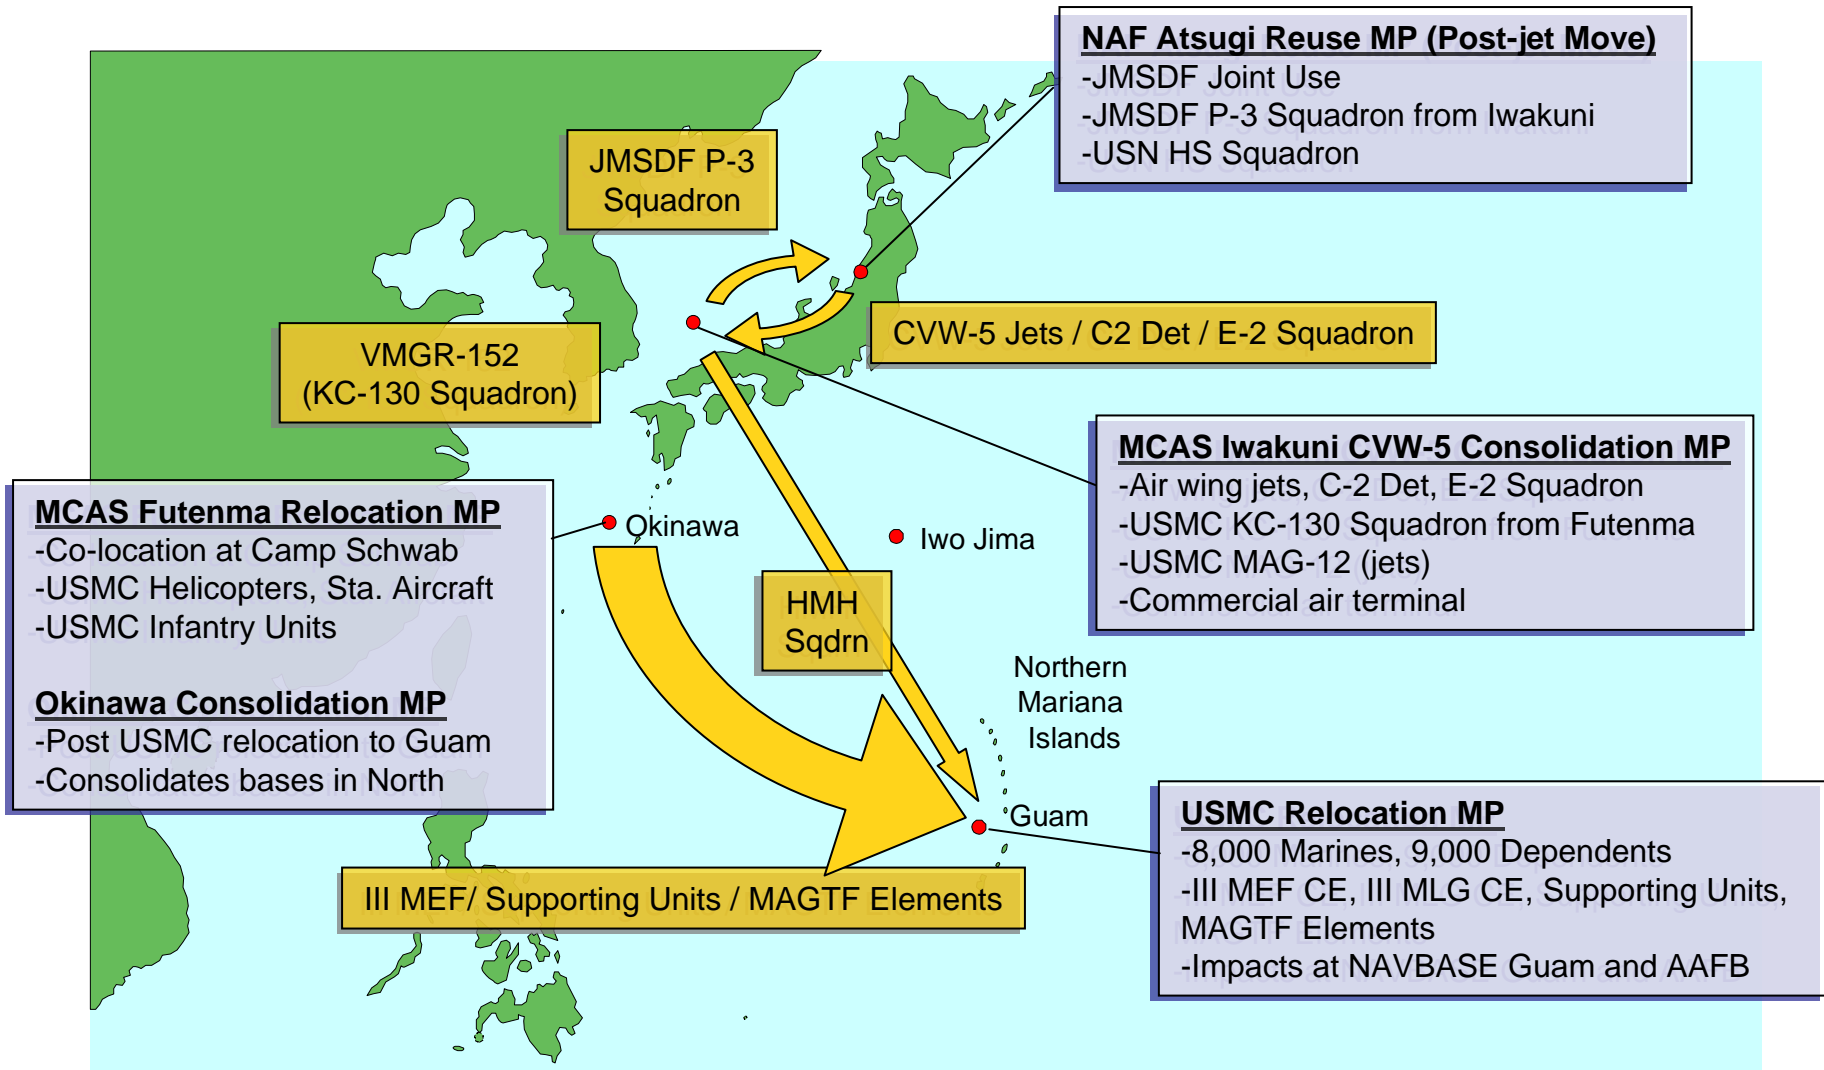 NAF Atsugi Reuse MP (Post-jet Move)
-JMSDF Joint Use
-JMSDF P-3 Squadron from Iwakuni
-USN HS Squadron
JMSDF P-3
Squadron
CVW-5 Jets / C2 Det / E-2 Squadron
VMGR-152
(KC-130 Squadron)
MCAS Iwakuni CVW-5 Consolidation MP
-Air wing jets, C-2 Det, E-2 Squadron
-USMC KC-130 Squadron from Futenma
-USMC MAG-12 (jets)
-Commercial air terminal
MCAS Futenma Relocation MP
-Co-location at Camp Schwab
-USMC Helicopters, Sta. Aircraft
-USMC Infantry Units
Okinawa Consolidation MP
-Post USMC relocation to Guam
-Consolidates bases in North
Okinawa
Iwo Jima
HMH
Sqdrn
Northern
Mariana
Islands
Guam
USMC Relocation MP
-8,000 Marines, 9,000 Dependents
-III MEF CE, III MLG CE, Supporting Units,
MAGTF Elements
-Impacts at NAVBASE Guam and AAFB
III MEF/ Supporting Units / MAGTF Elements